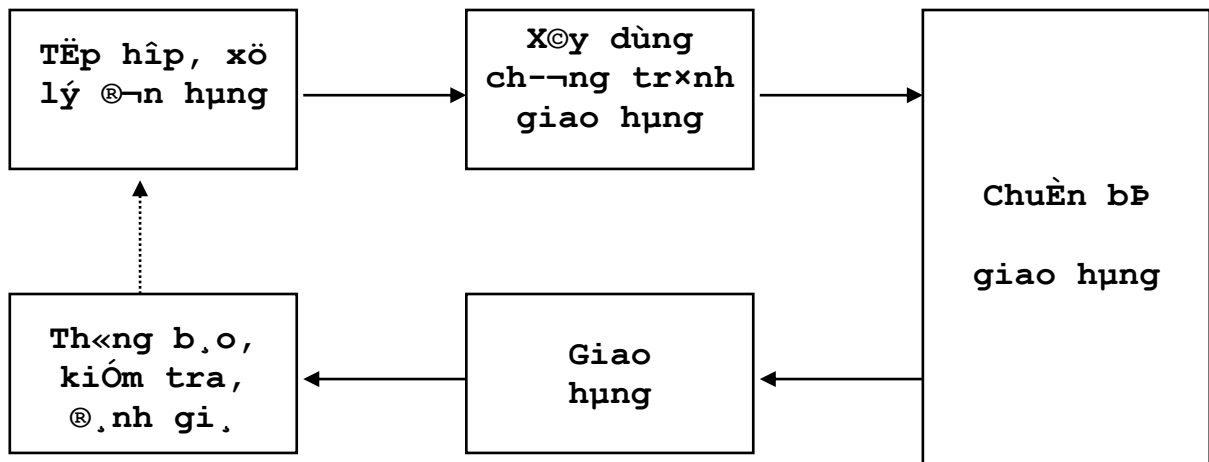 TËp hîp, xö
lý ®¬n hµng
X©y dùng
ch-¬ng tr×nh
giao hµng
ChuÈn bÞ
giao hµng
Th«ng b¸o,
kiÓm tra,
®¸nh gi¸
Giao
hµng